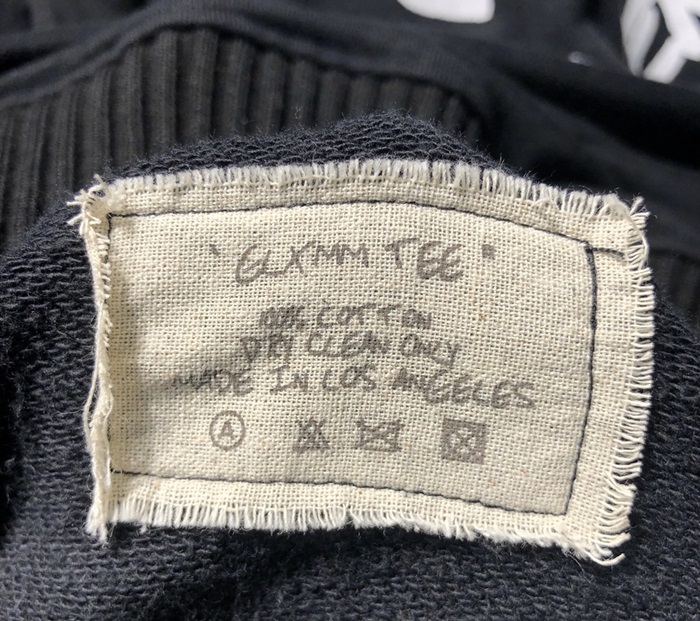 "GLXMM TEE"
100% COTTON
DRY CLEAN ONLY
MADE IN LOS ANGELES
A